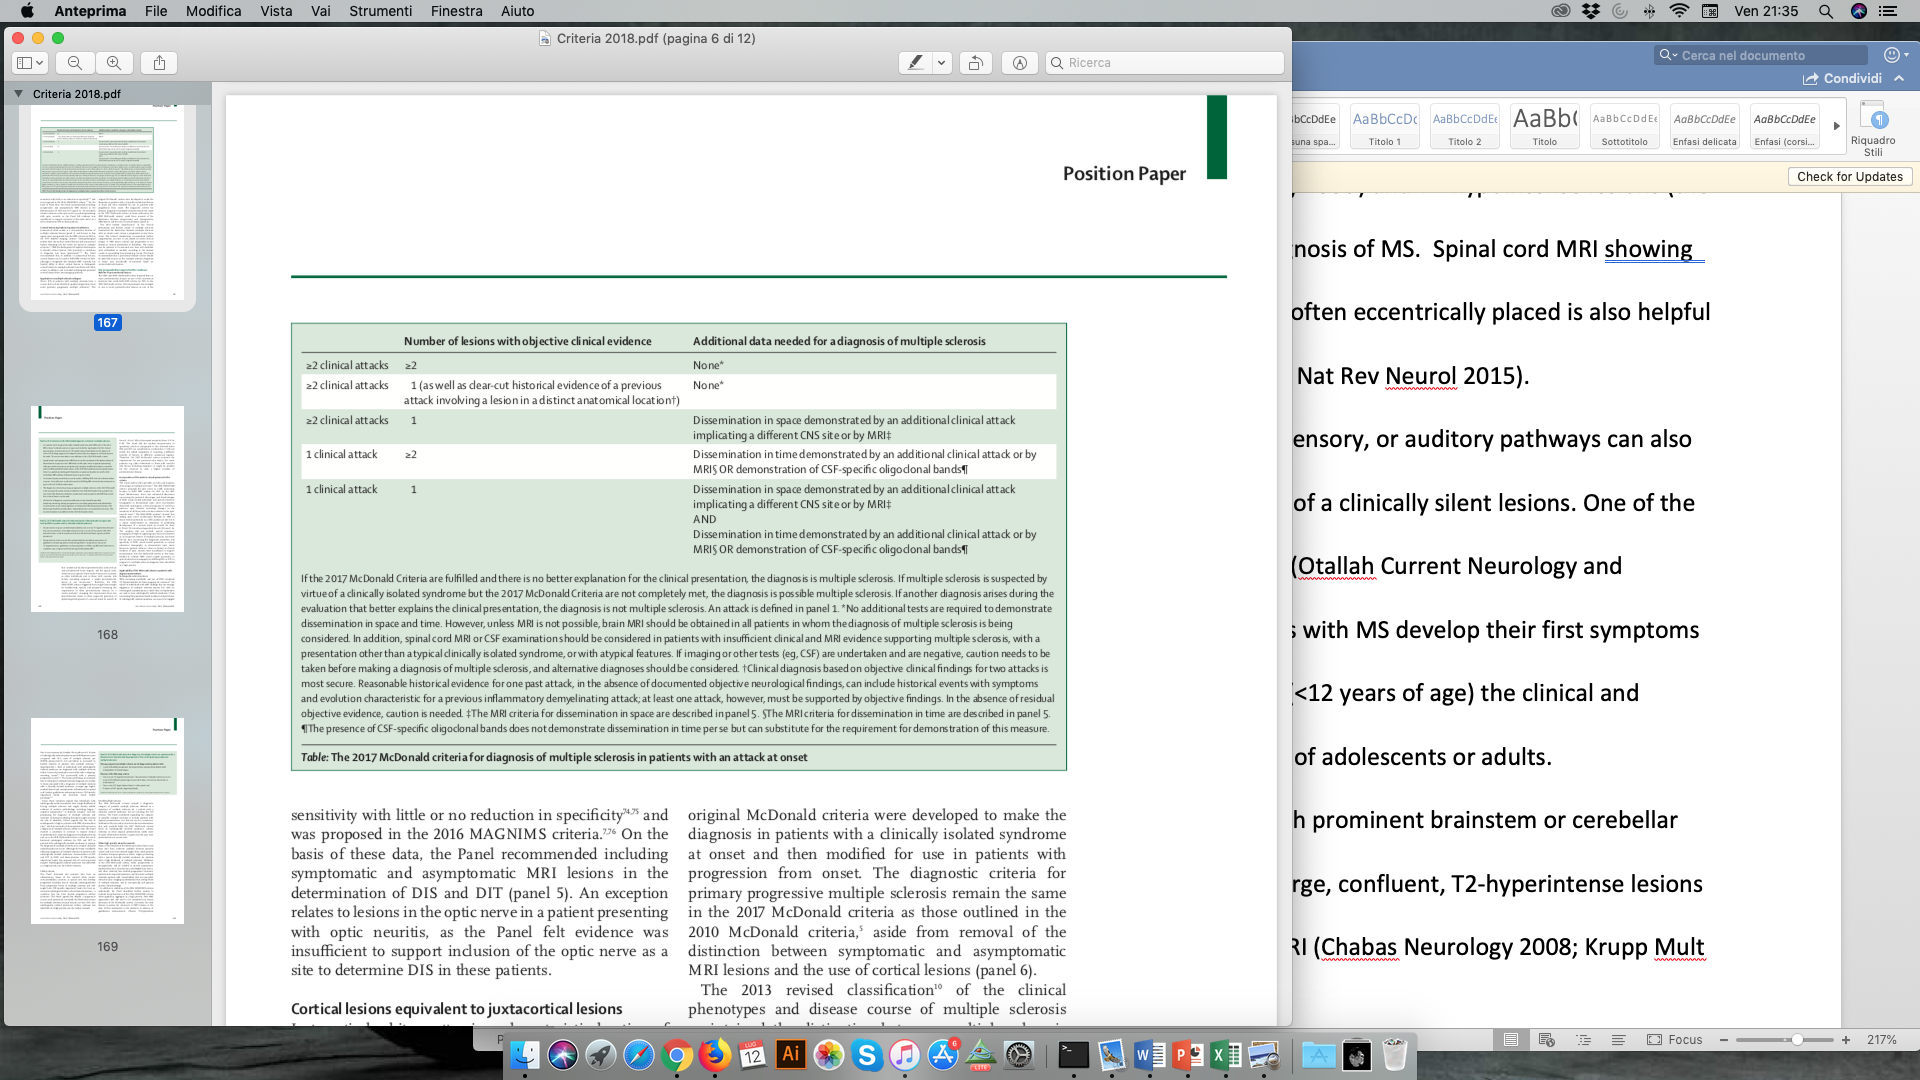 Anteprima File Modifica Vista Vai Strumenti Finestra Aiuto
Ven 21:35
Criteria 2018.pdf (pagina 6 di 12)
Ricerca
Criteria 2018.pdf
167
168
169
Position Paper
Number of lesions with objective clinical evidence Additional data needed for a diagnosis of multiple sclerosis
≥2 clinical attacks ≥2 None*
≥2 clinical attacks 1 (as well as clear-cut historical evidence of a previous None*
attack involving a lesion in a distinct anatomical location†)
≥2 clinical attacks 1 Dissemination in space demonstrated by an additional clinical attack
implicating a different CNS site or by MRI‡
1 clinical attack ≥2 Dissemination in time demonstrated by an additional clinical attack or by
MRI§ OR demonstration of CSF-specific oligoclonal bands¶
1 clinical attack 1 Dissemination in space demonstrated by an additional clinical attack
implicating a different CNS site or by MRI‡
AND
Dissemination in time demonstrated by an additional clinical attack or by
MRI§ OR demonstration of CSF-specific oligoclonal bands¶
If the 2017 McDonald Criteria are fulfilled and there is no better explanation for the clinical presentation, the diagnosis is multiple sclerosis. If multiple sclerosis is suspected by
virtue of a clinically isolated syndrome but the 2017 McDonald Criteria are not completely met, the diagnosis is possible multiple sclerosis. If another diagnosis arises during the
evaluation that better explains the clinical presentation, the diagnosis is not multiple sclerosis. An attack is defined in panel 1. *No additional tests are required to demonstrate
dissemination in space and time. However, unless MRI is not possible, brain MRI should be obtained in all patients in whom the diagnosis of multiple sclerosis is being
considered. In addition, spinal cord MRI or CSF examination should be considered in patients with insufficient clinical and MRI evidence supporting multiple sclerosis, with a
presentation other than a typical clinically isolated syndrome, or with atypical features. If imaging or other tests (eg, CSF) are undertaken and are negative, caution needs to be
taken before making a diagnosis of multiple sclerosis, and alternative diagnoses should be considered. †Clinical diagnosis based on objective clinical findings for two attacks is
most secure. Reasonable historical evidence for one past attack, in the absence of documented objective neurological findings, can include historical events with symptoms
and evolution characteristic for a previous inflammatory demyelinating attack; at least one attack, however, must be supported by objective findings. In the absence of residual
objective evidence, caution is needed. ‡The MRI criteria for dissemination in space are described in panel 5. §The MRI criteria for dissemination in time are described in panel 5.
¶The presence of CSF-specific oligoclonal bands does not demonstrate dissemination in time per se but can substitute for the requirement for demonstration of this measure.
Table: The 2017 McDonald criteria for diagnosis of multiple sclerosis in patients with an attack at onset
sensitivity with little or no reduction in specificity74,75 and
was proposed in the 2016 MAGNIMS criteria.7,76 On the
basis of these data, the Panel recommended including
symptomatic and asymptomatic MRI lesions in the
determination of DIS and DIT (panel 5). An exception
relates to lesions in the optic nerve in a patient presenting
with optic neuritis, as the Panel felt evidence was
insufficient to support inclusion of the optic nerve as a
site to determine DIS in these patients.
Cortical lesions equivalent to juxtacortical lesions
original McDonald criteria were developed to make the
diagnosis in patients with a clinically isolated syndrome
at onset and then modified for use in patients with
progression from onset. The diagnostic criteria for
primary progressive multiple sclerosis remain the same
in the 2017 McDonald criteria as those outlined in the
2010 McDonald criteria,5 aside from removal of the
distinction between symptomatic and asymptomatic
MRI lesions and the use of cortical lesions (panel 6).
The 2013 revised classification10 of the clinical
phenotypes and disease course of multiple sclerosis
Cerca nel documento
Condividi
bCcDdEe AaBbCcDc AaBbCcDdEe AaBb( AaBbCcDdEe AaBbCcDdEe AaBbCcDdEe
suna spa... Titolo 1 Titolo 2 Titolo Sottotitolo Enfasi delicata Enfasi (corsi...
Riquadro
Stili
Check for Updates
nosis of MS. Spinal cord MRI showing
often eccentrically placed is also helpful
Nat Rev Neurol 2015).
ensory, or auditory pathways can also
of a clinically silent lesions. One of the
(Otallah Current Neurology and
s with MS develop their first symptoms
(<12 years of age) the clinical and
of adolescents or adults.
h prominent brainstem or cerebellar
rge, confluent, T2-hyperintense lesions
RI (Chabas Neurology 2008; Krupp Mult
Focus
217%
LUG
12
Ai
6
LITE